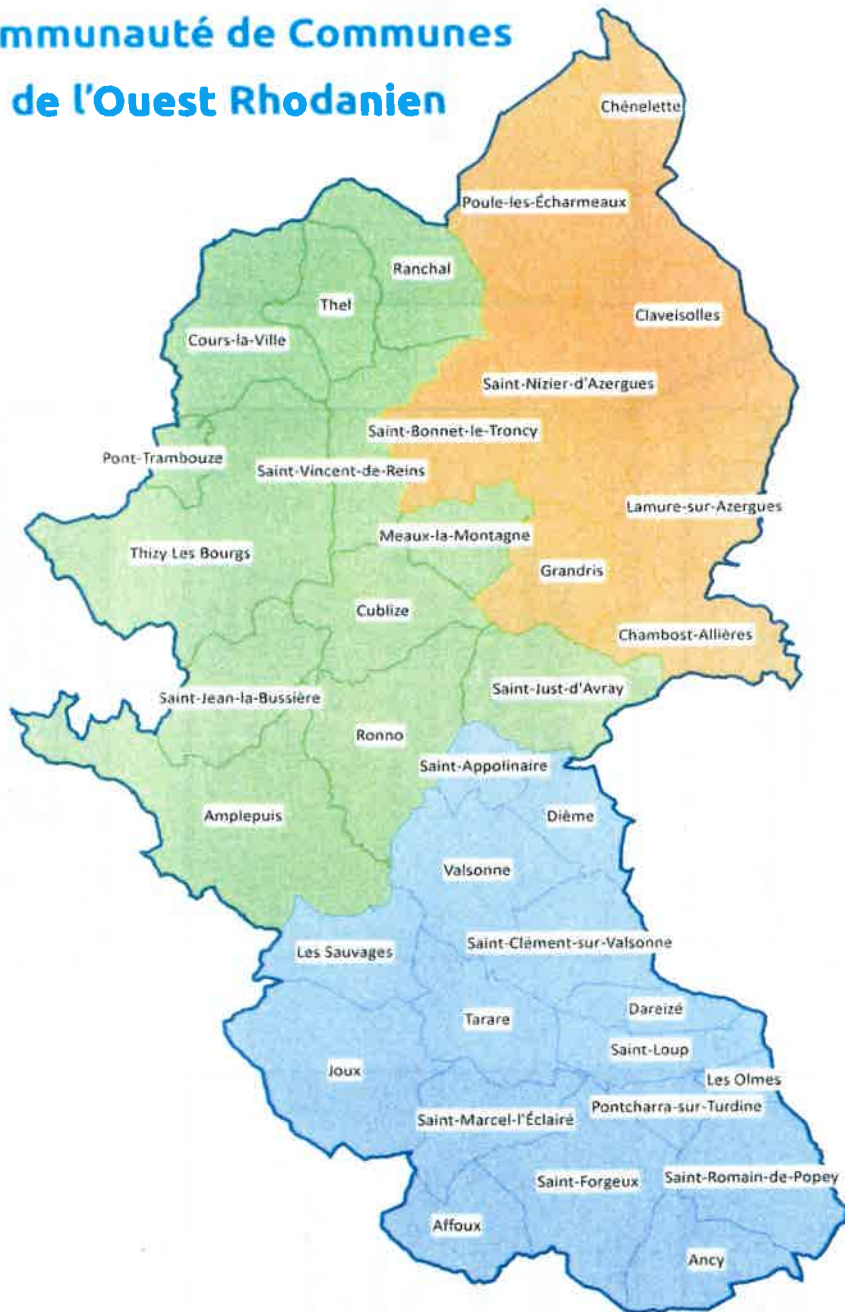 mmunauté de Communes
de l'Ouest Rhodanien
Chénelette
Poule-les-Écharmeaux
Ranchal
Thel
Claveisolles
Cours-la-Ville
Saint-Nizier-d'Azergues
Saint-Bonnet-le-Troncy
Pont-Trambouze
Saint-Vincent-de-Reins
Lamure-sur-Azergues
Meaux-la-Montagne
Thizy Les Bourgs
Grandris
Cublize
Chambost-Allières
Saint-Just-d'Avray
Saint-Jean-la-Bussière
Ronno
Saint-Appolinaire
Amplepuis
Dième
Valsonne
Saint-Clément-sur-Valsonne
Les Sauvages
Dareizé
Tarare
Saint-Loup
Joux
Les Olmes
Pontcharra-sur-Turdine
Saint-Marcel-l'Éclairé
Saint-Romain-de-Popey
Saint-Forgeux
Affoux
Ancy